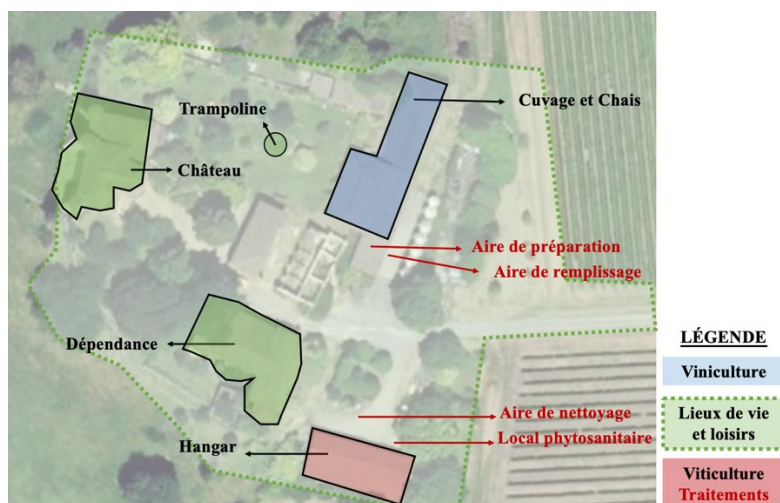 Cuvage et Chais
Trampoline
Château
Aire de préparation
Aire de remplissage
Dépendance
Aire de nettoyage
Local phytosanitaire
Hangar
LÉGENDE
Viniculture
Lieux de vie
et loisirs
Viticulture
Traitements